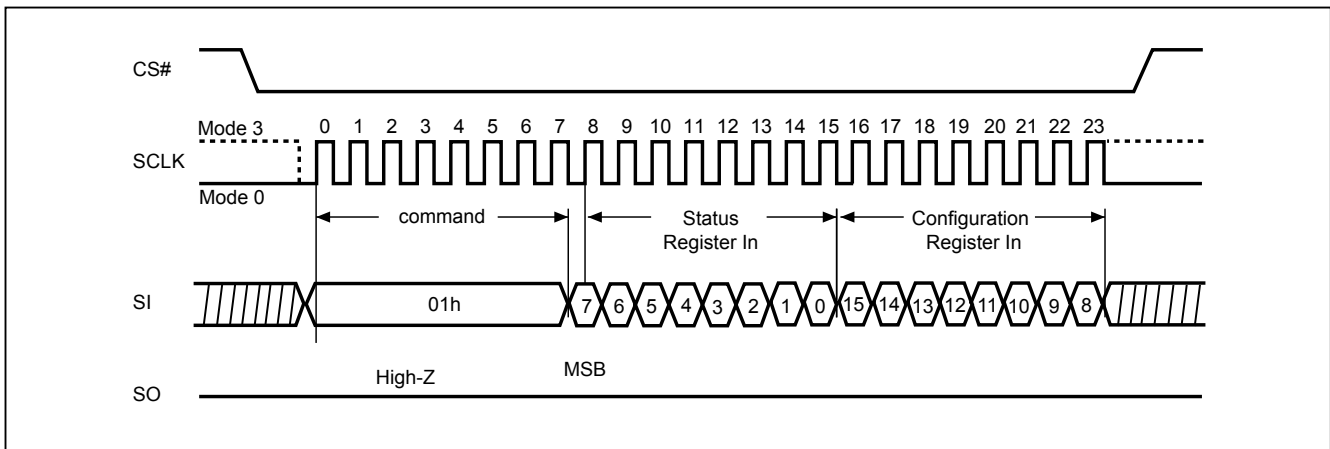 CS#
Mode 3
0 1 2 3 4 5 6 7 8 9 10 11 12 13 14 15 16 17 18 19 20 21 22 23
SCLK
Mode 0
command
Status
Register In
Configuration
Register In
SI
01h
7 6 5 4 3 2 1 0 15 14 13 12 11 10 9 8
High-Z
MSB
SO